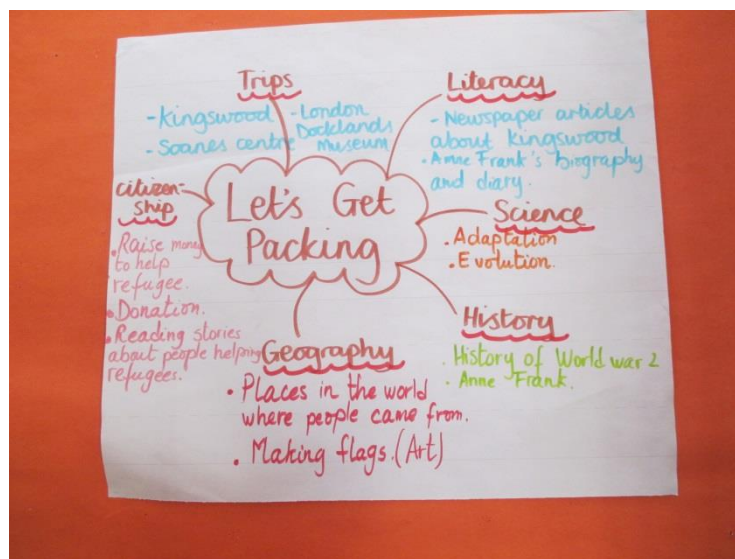 Trips
- Kingswood
- Soanes centre
- London
Docklands
Museum
Literacy
- Newspaper articles
about Kingswood
- Anne Frank's biography
and diary.
Let's Get
Packing
citizen-
ship
• Raise money
to help
refugee.
• Donation.
• Reading stories
about people helping
refugees.
Science
• Adaptation
• Evolution.
History
• History of World war 2
• Anne Frank.
Geography
• Places in the world
where people came from.
• Making flags. (Art)